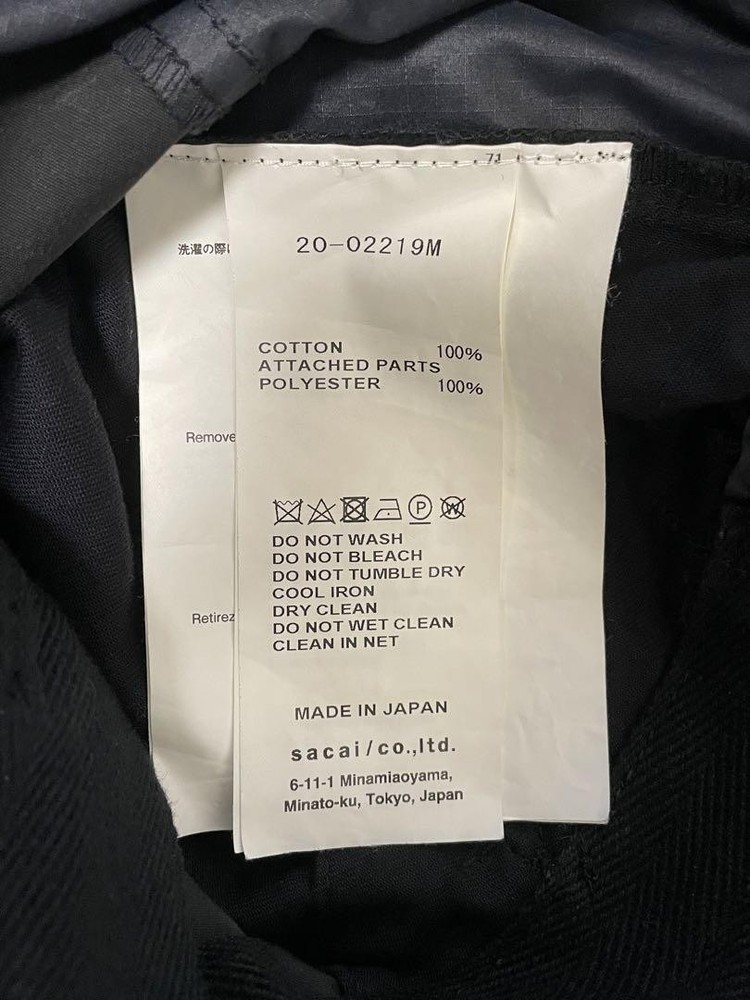 71
20-02219M
洗濯の際に
COTTON 100%
ATTACHED PARTS
POLYESTER 100%
Remove
P W
DO NOT WASH
DO NOT BLEACH
DO NOT TUMBLE DRY
COOL IRON
DRY CLEAN
DO NOT WET CLEAN
CLEAN IN NET
Retirez
MADE IN JAPAN
sacai/co.,ltd.
6-11-1 Minamiaoyama,
Minato-ku, Tokyo, Japan